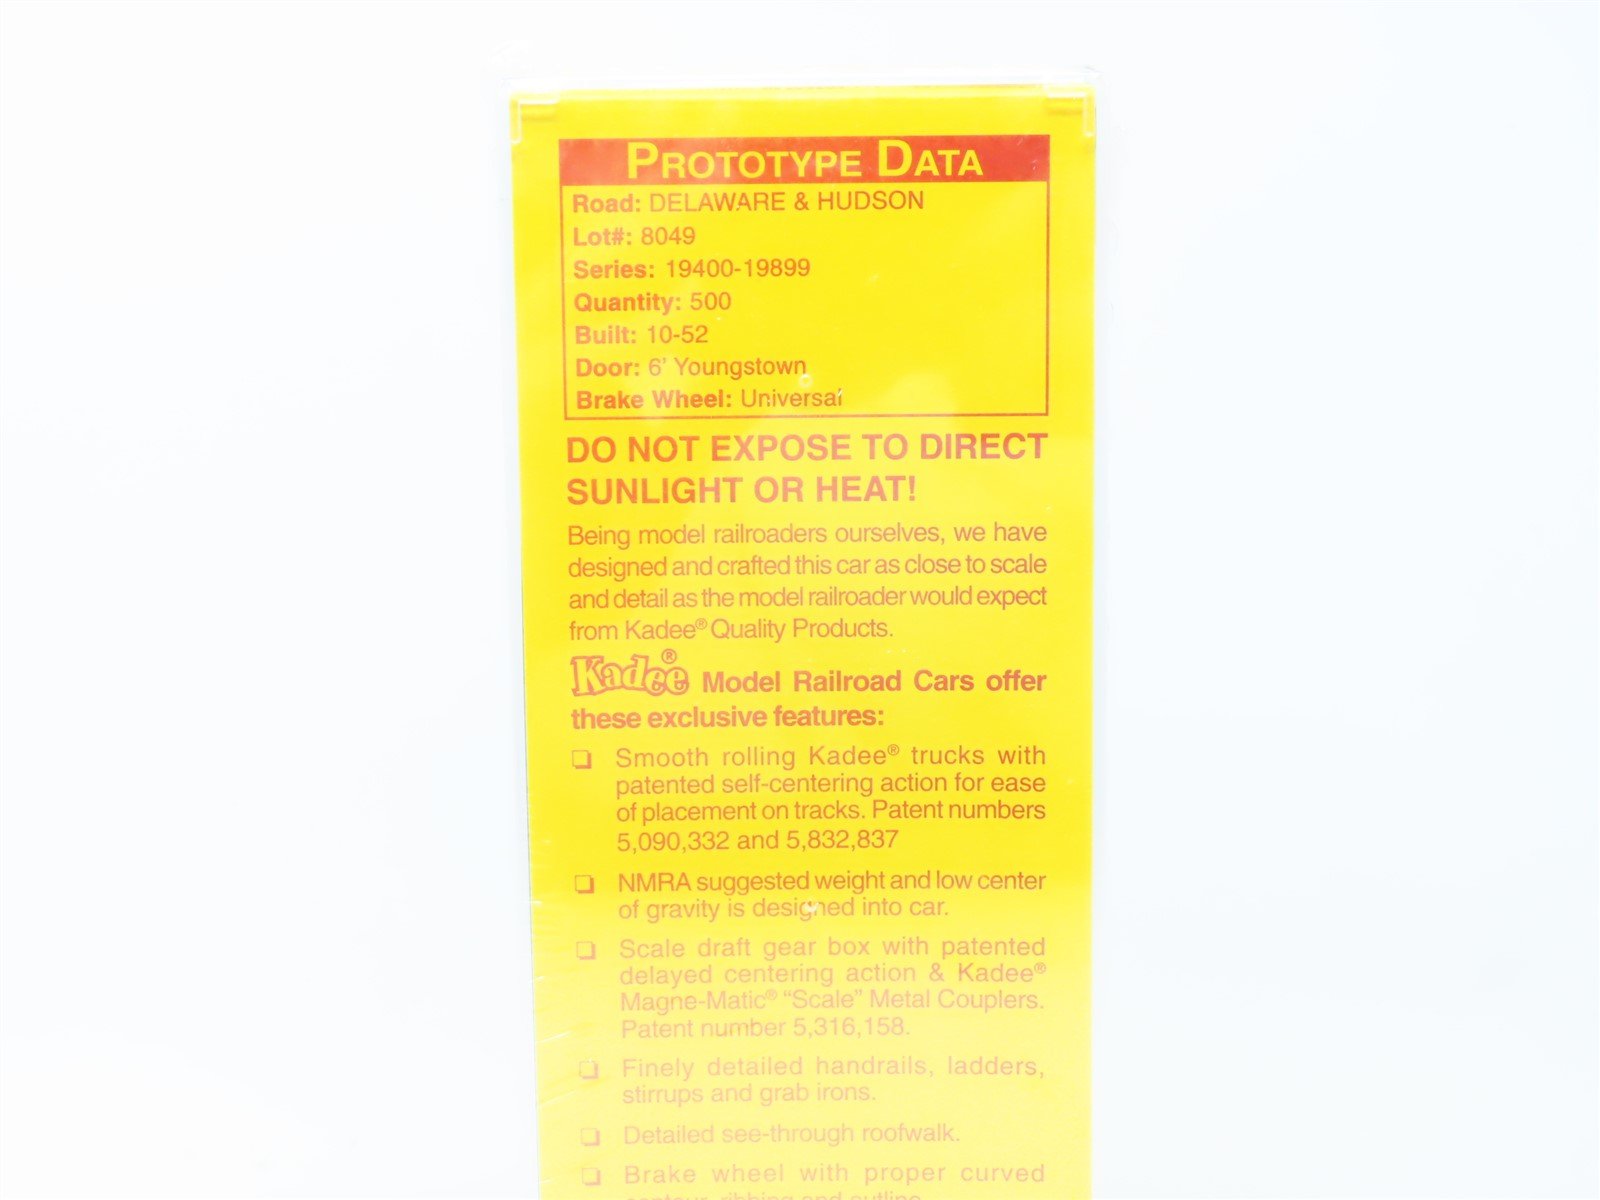 PROTOTYPE DATA
Road: DELAWARE & HUDSON
Lot#: 8049
Series: 19400-19899
Quantity: 500
Built: 10-52
Door: 6' Youngstown
Brake Wheel: Universal
DO NOT EXPOSE TO DIRECT
SUNLIGHT OR HEAT!
Being model railroaders ourselves, we have
designed and crafted this car as close to scale
and detail as the model railroader would expect
from Kadee® Quality Products.
Kadee® Model Railroad Cars offer
these exclusive features:
❏ Smooth rolling Kadee® trucks with
patented self-centering action for ease
of placement on tracks. Patent numbers
5,090,332 and 5,832,837
❏ NMRA suggested weight and low center
of gravity is designed into car.
❏ Scale draft gear box with patented
delayed centering action & Kadee®
Magne-Matic® “Scale” Metal Couplers.
Patent number 5,316,158.
❏ Finely detailed handrails, ladders,
stirrups and grab irons.
❏ Detailed see-through roofwalk.
❏ Brake wheel with proper curved
contour, ribbing and outline.